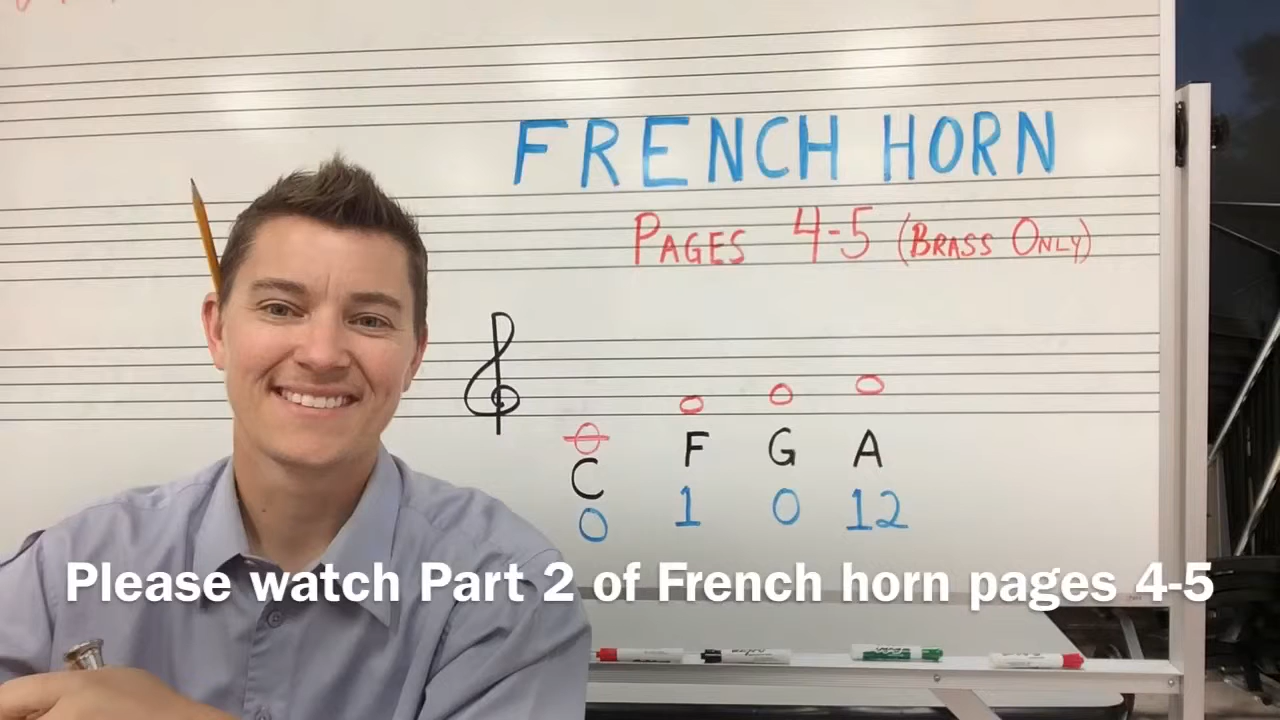 FRENCH HORN
PAGES 4-5 (BRASS ONLY)
C F G A
0 1 0 12
Please watch Part 2 of French horn pages 4-5